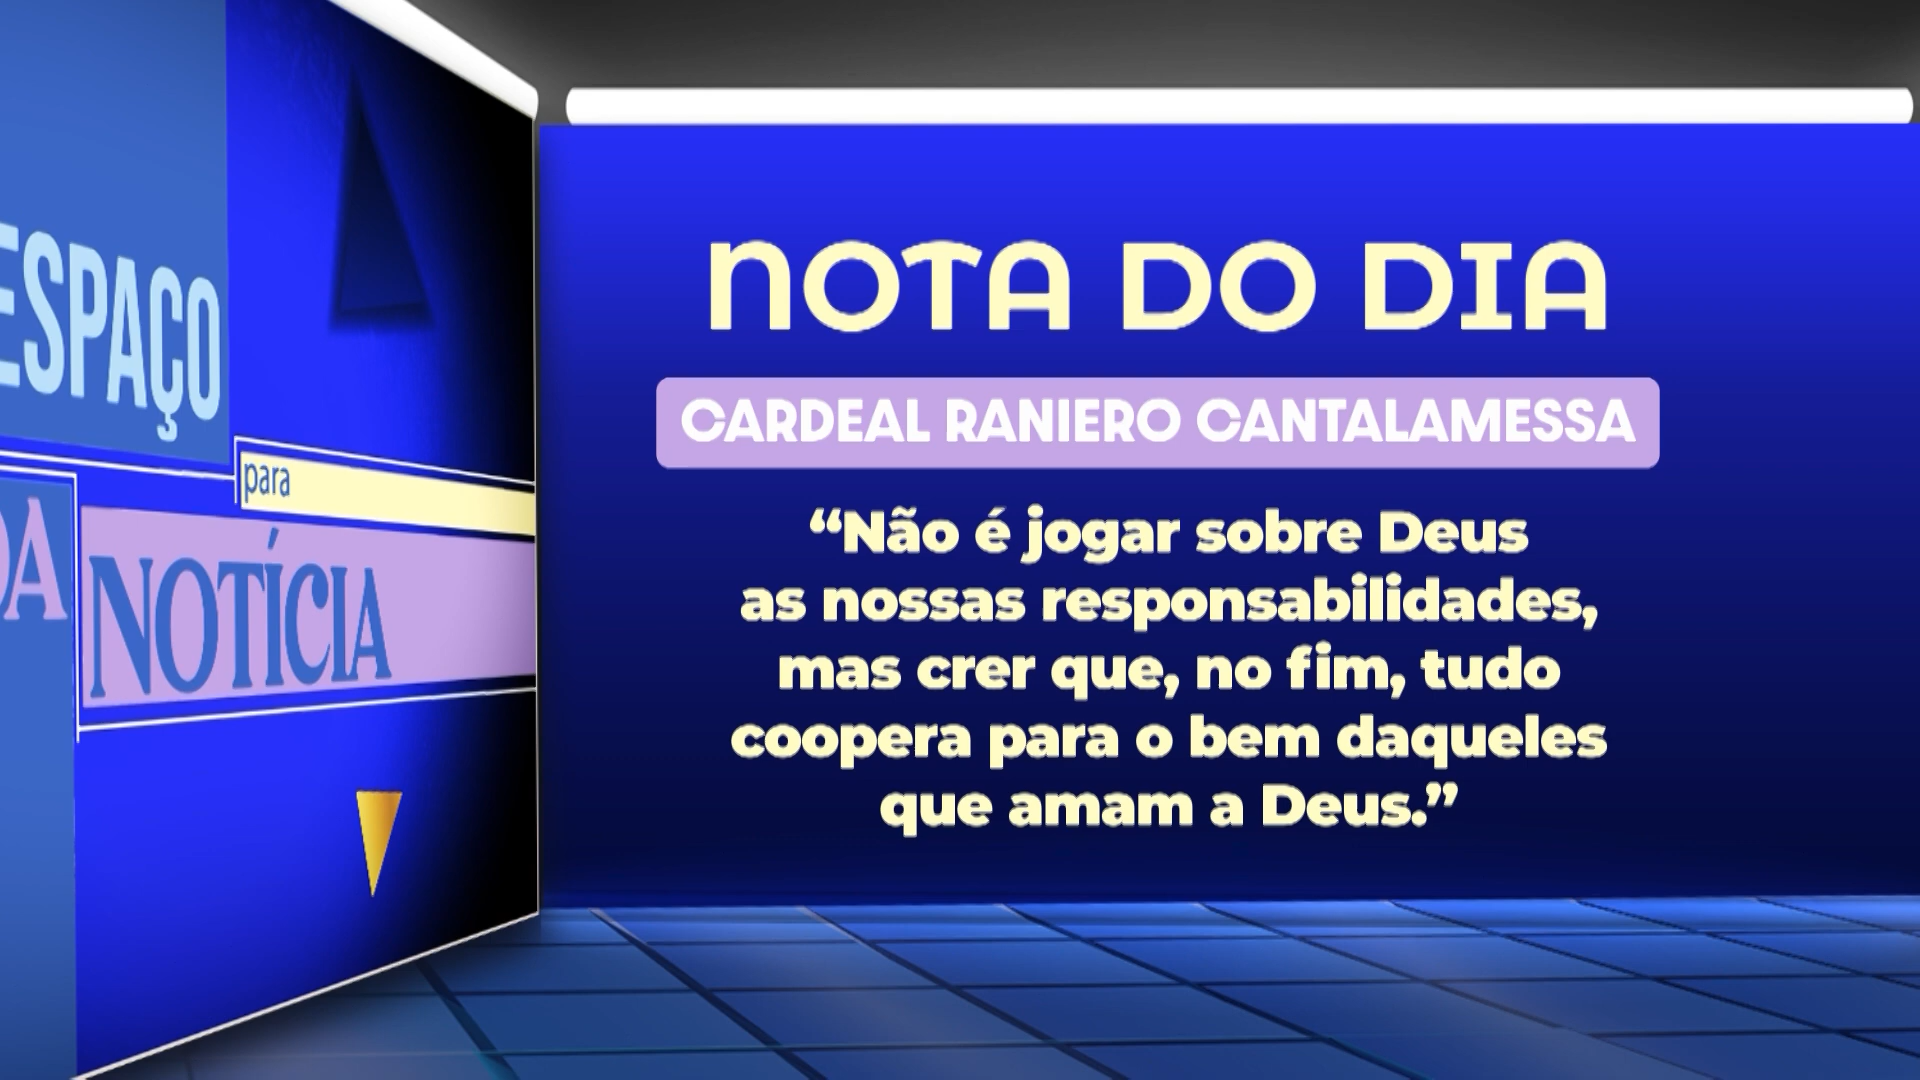 ESPAÇO
para
DA
NOTÍCIA
NOTA DO DIA
CARDEAL RANIERO CANTALAMESSA
“Não é jogar sobre Deus
as nossas responsabilidades,
mas crer que, no fim, tudo
coopera para o bem daqueles
que amam a Deus.”